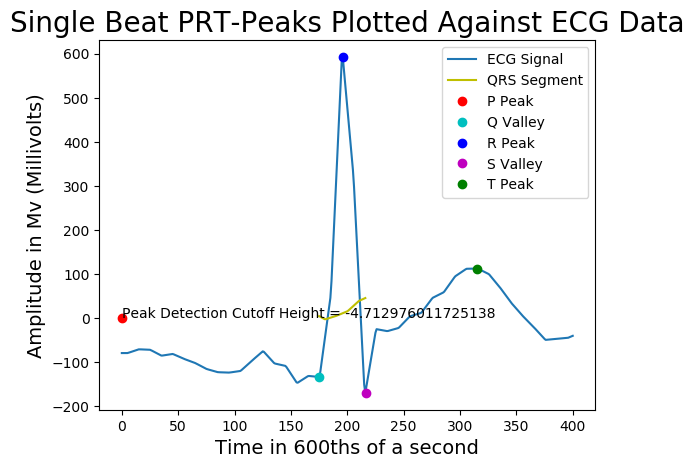 Single Beat PRT-Peaks Plotted Against ECG Data
Amplitude in Mv (Millivolts)
600
500
400
300
200
100
0
−100
−200
ECG Signal
QRS Segment
P Peak
Q Valley
R Peak
S Valley
T Peak
Peak Detection Cutoff Height = -4.712976011725138
0 50 100 150 200 250 300 350 400
Time in 600ths of a second